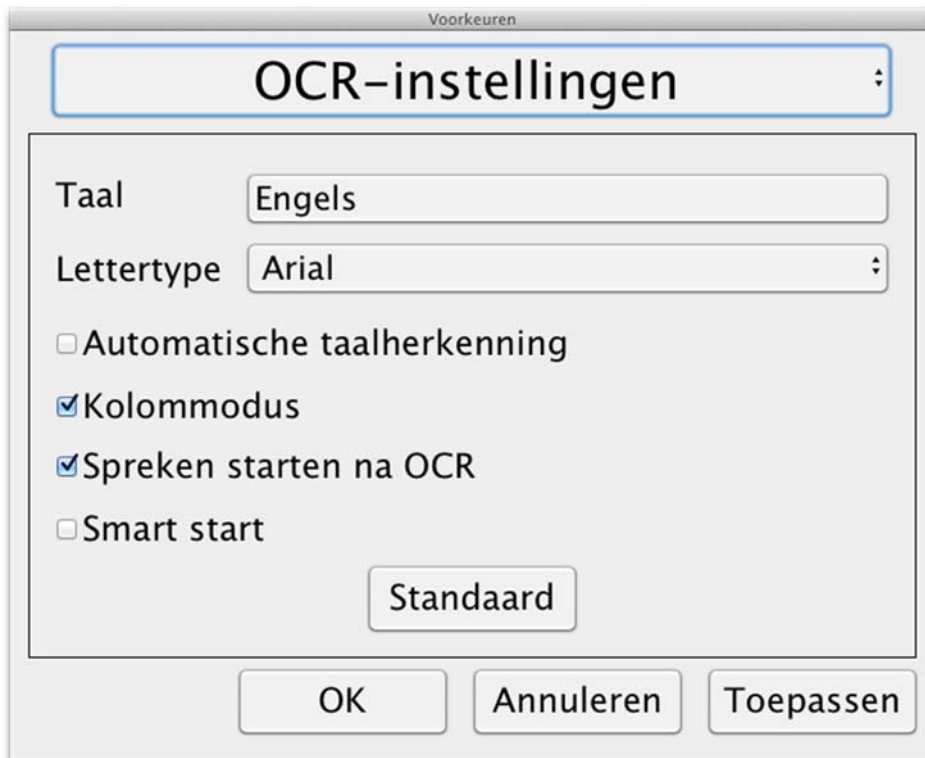 Voorkeuren
OCR-instellingen
Taal Engels
Lettertype Arial
Automatische taalherkenning
Kolommodus
Spreken starten na OCR
Smart start
Standaard
OK Annuleren Toepassen